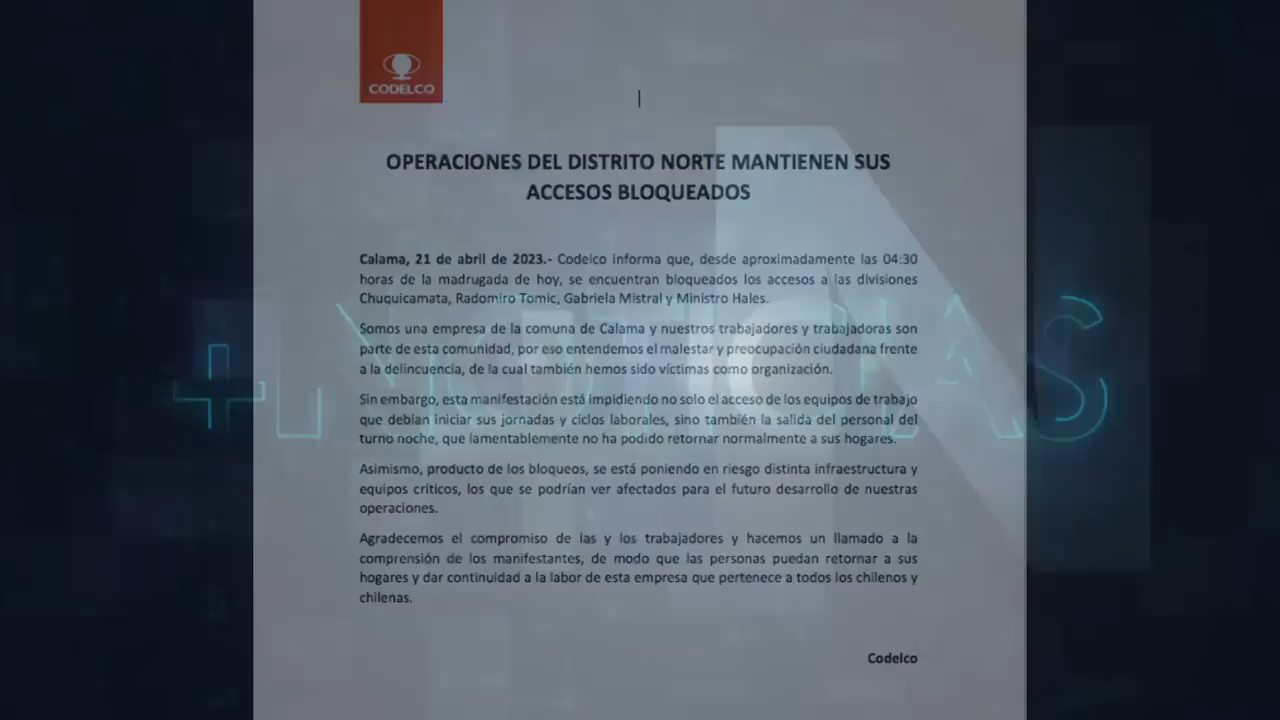 CODELCO
OPERACIONES DEL DISTRITO NORTE MANTIENEN SUS
ACCESOS BLOQUEADOS
Calama, 21 de abril de 2023.- Codelco informa que, desde aproximadamente las 04:30
horas de la madrugada de hoy, se encuentran bloqueados los accesos a las divisiones
Chuquicamata, Radomiro Tomic, Gabriela Mistral y Ministro Hales.
Somos una empresa de la comuna de Calama y nuestros trabajadores y trabajadoras son
parte de esta comunidad, por eso entendemos el malestar y preocupación ciudadana frente
a la delincuencia, de la cual también hemos sido víctimas como organización.
Sin embargo, esta manifestación está impidiendo no solo el acceso de los equipos de trabajo
que debían iniciar sus jornadas y ciclos laborales, sino también la salida del personal del
turno noche, que lamentablemente no ha podido retornar normalmente a sus hogares.
Asimismo, producto de los bloqueos, se está poniendo en riesgo distinta infraestructura y
equipos críticos, los que se podrían ver afectados para el futuro desarrollo de nuestras
operaciones.
Agradecemos el compromiso de las y los trabajadores y hacemos un llamado a la
comprensión de los manifestantes, de modo que las personas puedan retornar a sus
hogares y dar continuidad a la labor de esta empresa que pertenece a todos los chilenos y
chilenas.
Codelco
+NOTICIAS